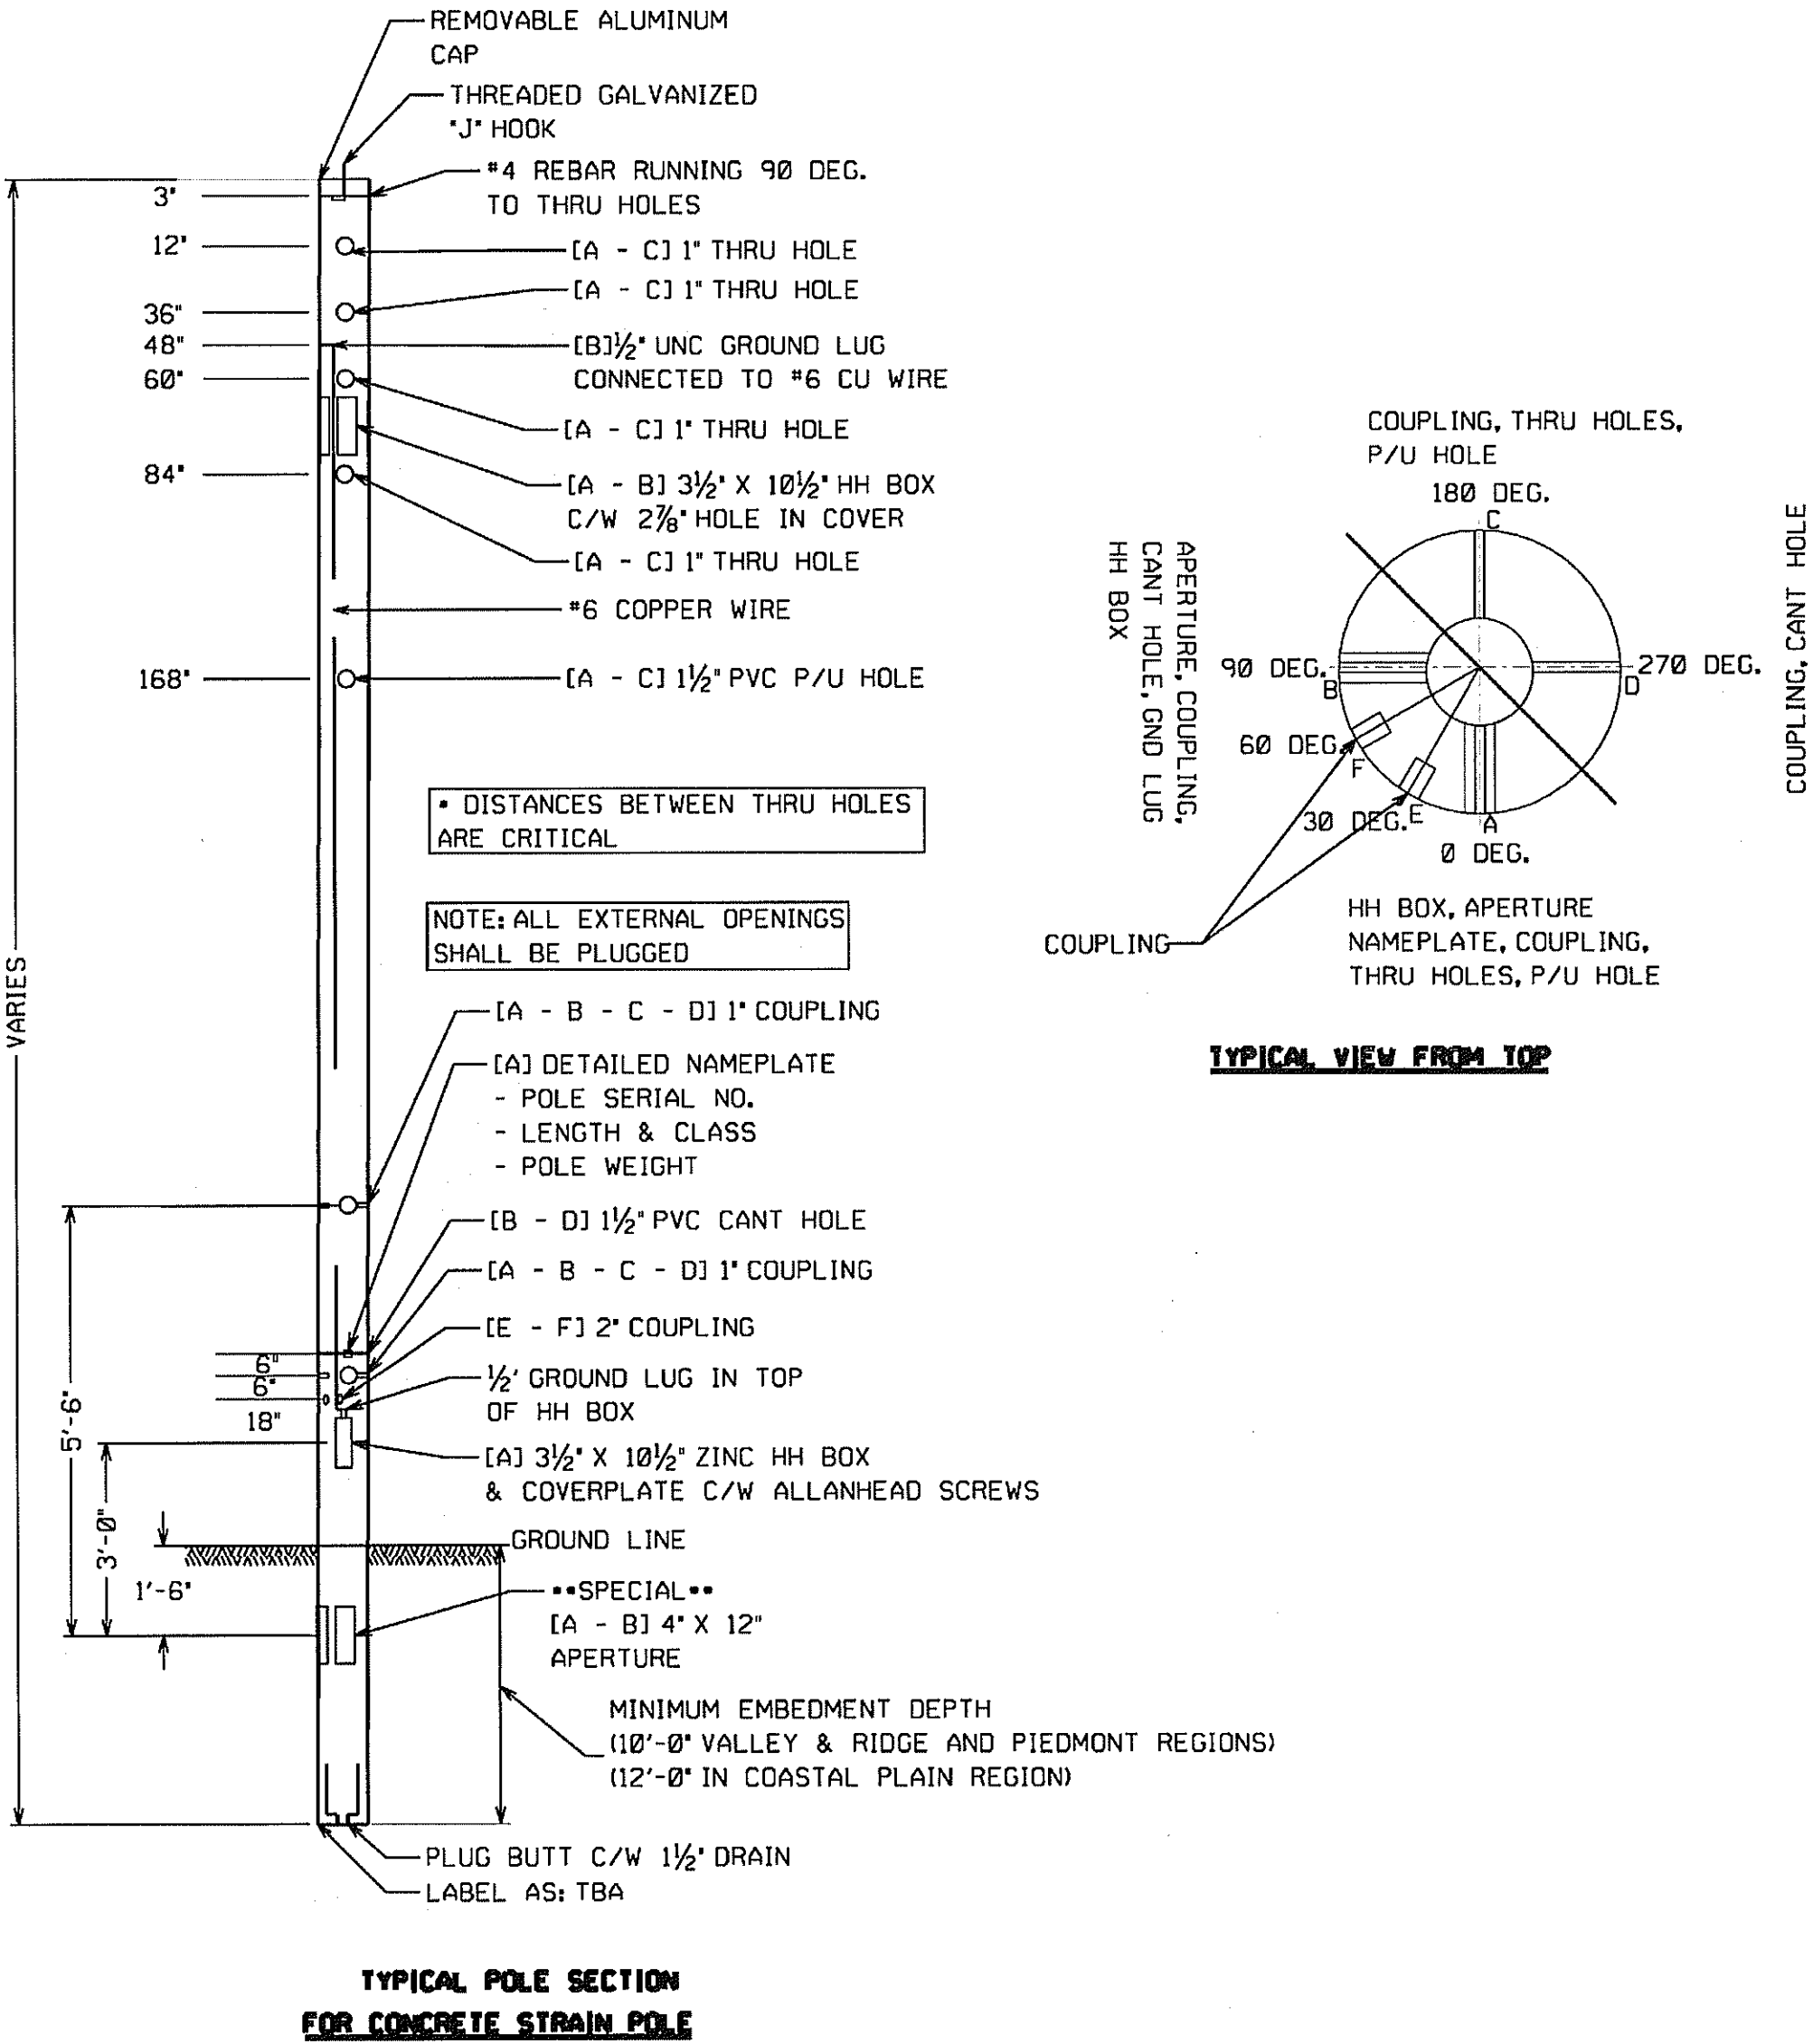 REMOVABLE ALUMINUM
CAP
THREADED GALVANIZED
"J" HOOK
#4 REBAR RUNNING 90 DEG.
TO THRU HOLES
3"
12"
[A - C] 1" THRU HOLE
[A - C] 1" THRU HOLE
36"
48"
[B] ½" UNC GROUND LUG
CONNECTED TO #6 CU WIRE
60"
[A - C] 1" THRU HOLE
84"
[A - B] 3½" X 10½" HH BOX
C/W 2⅞" HOLE IN COVER
[A - C] 1" THRU HOLE
#6 COPPER WIRE
168"
[A - C] 1½" PVC P/U HOLE
* DISTANCES BETWEEN THRU HOLES
ARE CRITICAL
NOTE: ALL EXTERNAL OPENINGS
SHALL BE PLUGGED
VARIES
[A - B - C - D] 1" COUPLING
[A] DETAILED NAMEPLATE
- POLE SERIAL NO.
- LENGTH & CLASS
- POLE WEIGHT
[B - D] 1½" PVC CANT HOLE
[A - B - C - D] 1" COUPLING
[E - F] 2" COUPLING
6"
6"
18"
½' GROUND LUG IN TOP
OF HH BOX
[A] 3½" X 10½" ZINC HH BOX
& COVERPLATE C/W ALLANHEAD SCREWS
5'-6"
3'-0"
1'-6"
GROUND LINE
**SPECIAL**
[A - B] 4" X 12"
APERTURE
MINIMUM EMBEDMENT DEPTH
(10'-0" VALLEY & RIDGE AND PIEDMONT REGIONS)
(12'-0" IN COASTAL PLAIN REGION)
PLUG BUTT C/W 1½" DRAIN
LABEL AS: TBA
TYPICAL POLE SECTION
FOR CONCRETE STRAIN POLE
COUPLING, THRU HOLES,
P/U HOLE
180 DEG.
C
APERTURE, COUPLING,
CANT HOLE, GND LUG
HH BOX
90 DEG.
B
270 DEG.
D
COUPLING, CANT HOLE
60 DEG.
F
30 DEG.
E
A
0 DEG.
COUPLING
HH BOX, APERTURE
NAMEPLATE, COUPLING,
THRU HOLES, P/U HOLE
TYPICAL VIEW FROM TOP